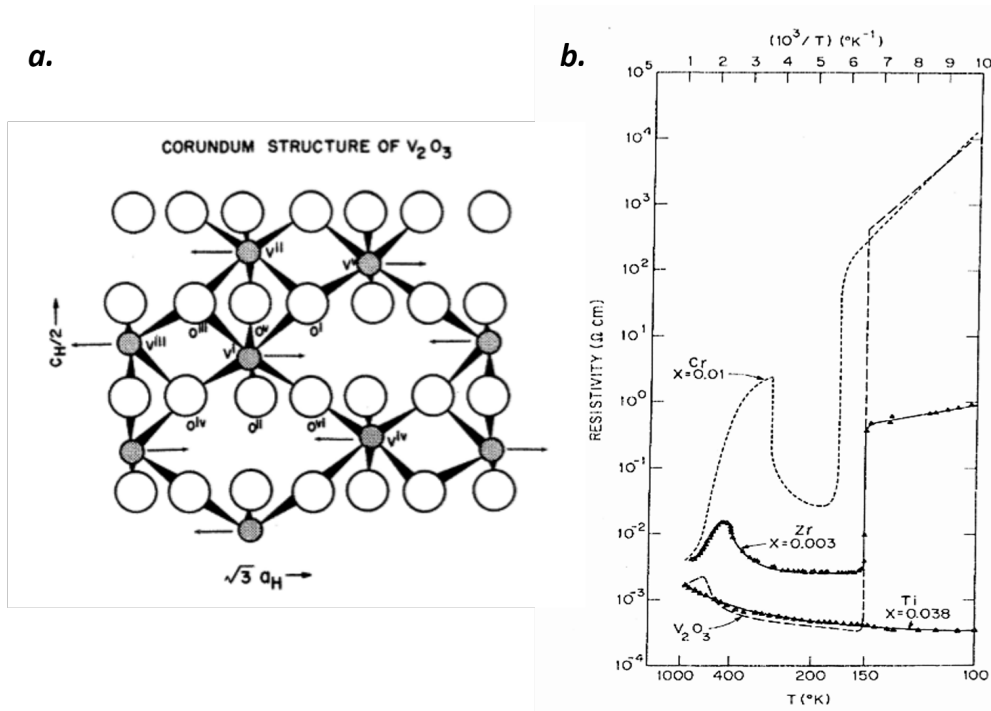 a.
CORUNDUM STRUCTURE OF V₂O₃
Vⁱⁱ
Vᵛ
Oⁱⁱⁱ
Oᵛ
Oⁱ
Vⁱⁱⁱ
Vⁱ
Oⁱᵛ
Oⁱⁱ
Oᵛⁱ
Vⁱᵛ
C_H/2 →
√3 a_H →
b.
(10³/T) (°K⁻¹)
1 2 3 4 5 6 7 8 9 10
10⁵
10⁴
10³
10²
10¹
10⁰
10⁻¹
10⁻²
10⁻³
10⁻⁴
RESISTIVITY (Ω cm)
Cr
X=0.01
Zr
X=0.003
Ti
X=0.038
V₂O₃
1000 400 200 150 100
T (°K)